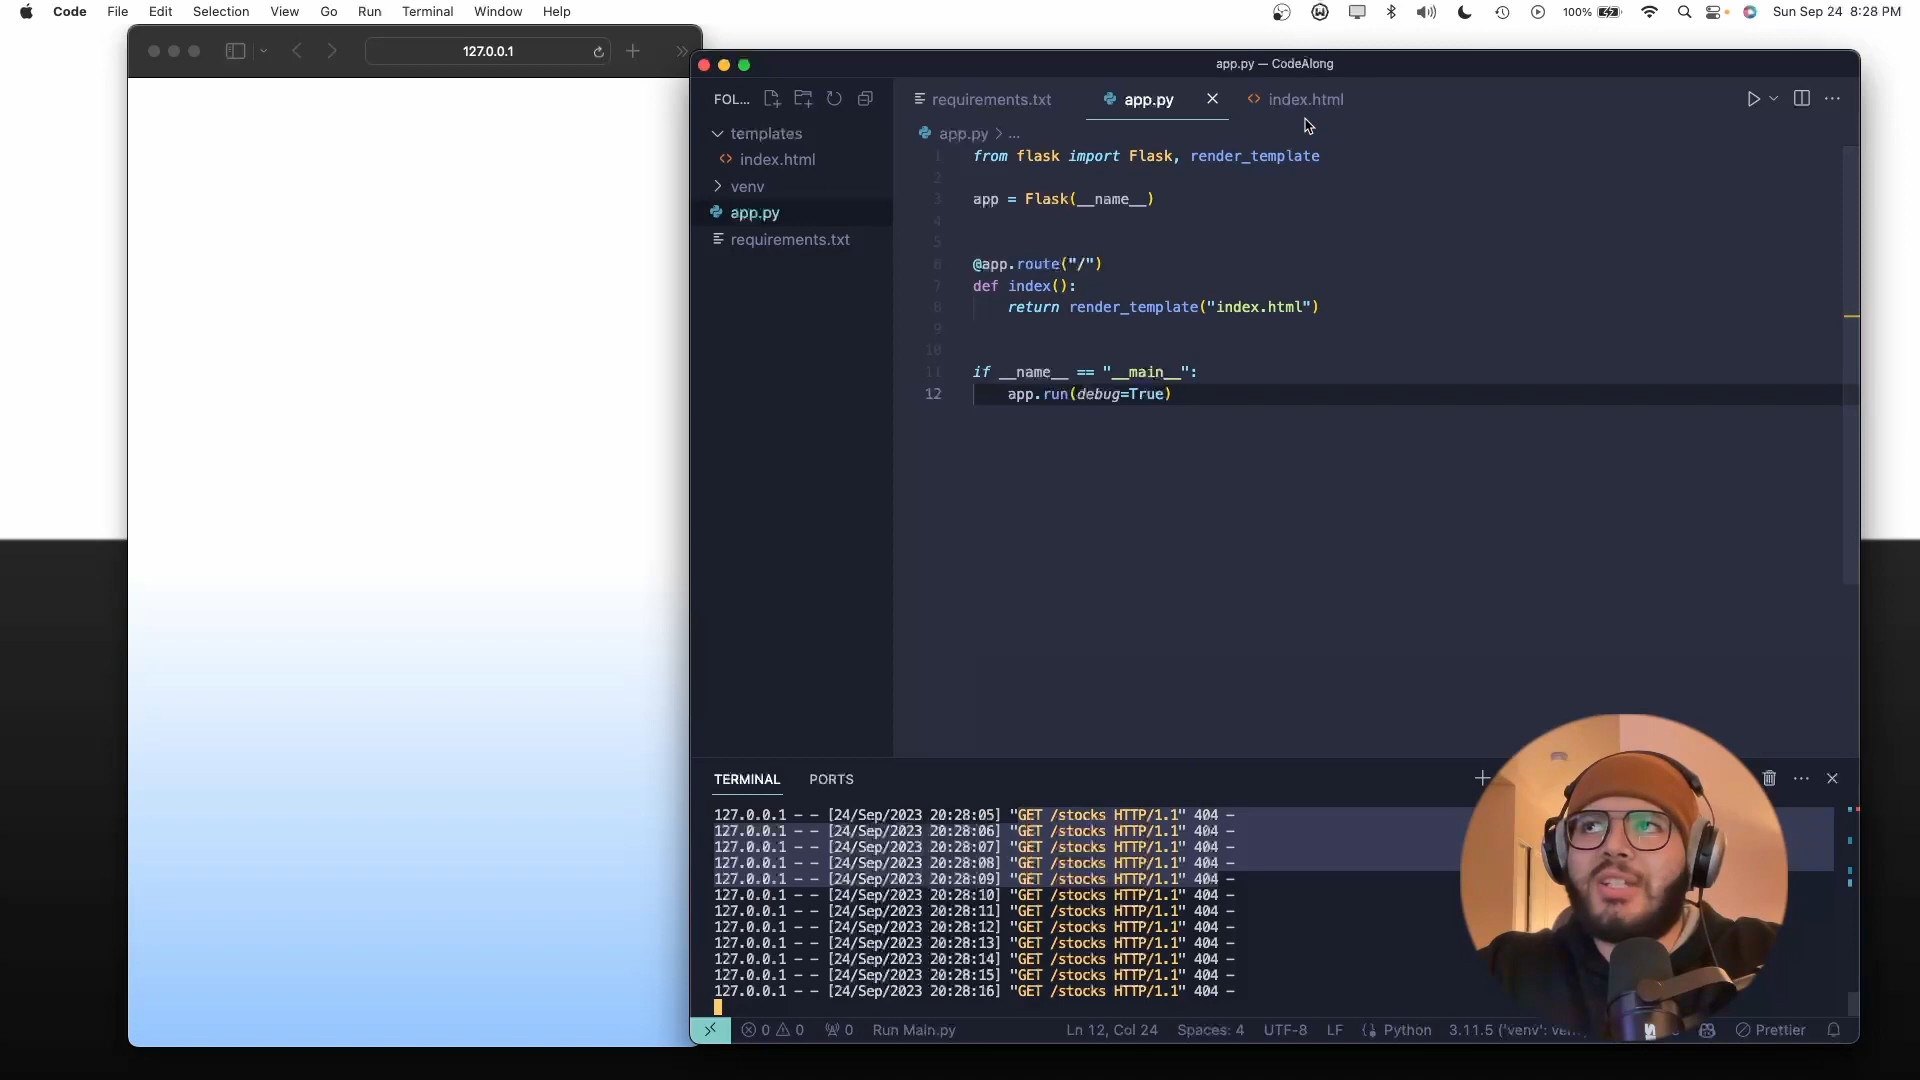 Code File Edit Selection View Go Run Terminal Window Help
100% Sun Sep 24 8:28 PM
127.0.0.1
app.py — CodeAlong
FOL...
requirements.txt
app.py
index.html
templates
index.html
venv
app.py
requirements.txt
app.py > ...
1 from flask import Flask, render_template
2
3 app = Flask(__name__)
4
5
6 @app.route("/")
7 def index():
8 return render_template("index.html")
9
10
11 if __name__ == "__main__":
12 app.run(debug=True)
TERMINAL PORTS
127.0.0.1 - - [24/Sep/2023 20:28:05] "GET /stocks HTTP/1.1" 404 -
127.0.0.1 - - [24/Sep/2023 20:28:06] "GET /stocks HTTP/1.1" 404 -
127.0.0.1 - - [24/Sep/2023 20:28:07] "GET /stocks HTTP/1.1" 404 -
127.0.0.1 - - [24/Sep/2023 20:28:08] "GET /stocks HTTP/1.1" 404 -
127.0.0.1 - - [24/Sep/2023 20:28:09] "GET /stocks HTTP/1.1" 404 -
127.0.0.1 - - [24/Sep/2023 20:28:10] "GET /stocks HTTP/1.1" 404 -
127.0.0.1 - - [24/Sep/2023 20:28:11] "GET /stocks HTTP/1.1" 404 -
127.0.0.1 - - [24/Sep/2023 20:28:12] "GET /stocks HTTP/1.1" 404 -
127.0.0.1 - - [24/Sep/2023 20:28:13] "GET /stocks HTTP/1.1" 404 -
127.0.0.1 - - [24/Sep/2023 20:28:14] "GET /stocks HTTP/1.1" 404 -
127.0.0.1 - - [24/Sep/2023 20:28:15] "GET /stocks HTTP/1.1" 404 -
127.0.0.1 - - [24/Sep/2023 20:28:16] "GET /stocks HTTP/1.1" 404 -
0 0 0 Run Main.py Ln 12, Col 24 Spaces: 4 UTF-8 LF Python 3.11.5 ('venv': Prettier